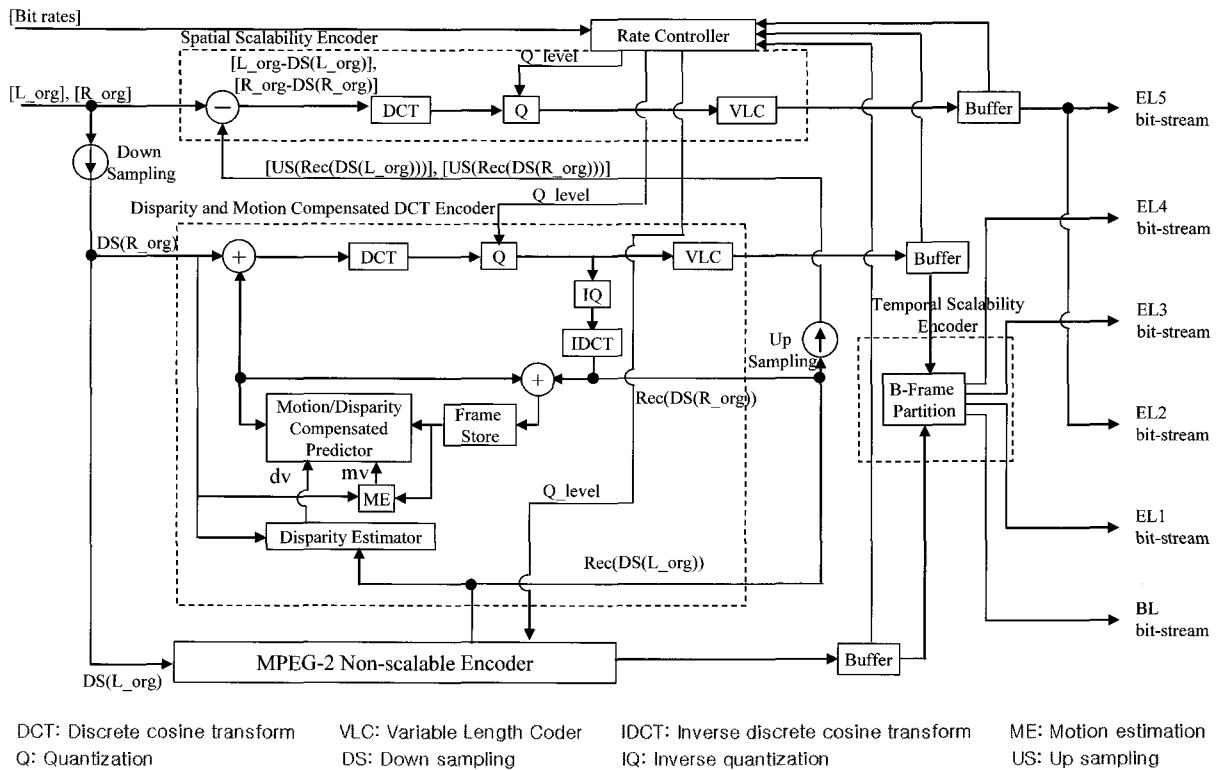 [Bit rates]
Spatial Scalability Encoder
Rate Controller
Q_level
[L_org-DS(L_org)],
[R_org-DS(R_org)]
[L_org], [R_org]
DCT
Q
VLC
Buffer
EL5
bit-stream
Down
Sampling
[US(Rec(DS(L_org)))], [US(Rec(DS(R_org)))]
Q_level
Disparity and Motion Compensated DCT Encoder
EL4
bit-stream
DS(R_org)
DCT
Q
VLC
Buffer
IQ
Temporal Scalability
Encoder
EL3
bit-stream
IDCT
Up
Sampling
Rec(DS(R_org))
B-Frame
Partition
Motion/Disparity
Compensated
Predictor
Frame
Store
EL2
bit-stream
dv
mv
ME
Q_level
Disparity Estimator
EL1
bit-stream
Rec(DS(L_org))
BL
bit-stream
MPEG-2 Non-scalable Encoder
Buffer
DS(L_org)
DCT: Discrete cosine transform VLC: Variable Length Coder IDCT: Inverse discrete cosine transform ME: Motion estimation
Q: Quantization DS: Down sampling IQ: Inverse quantization US: Up sampling